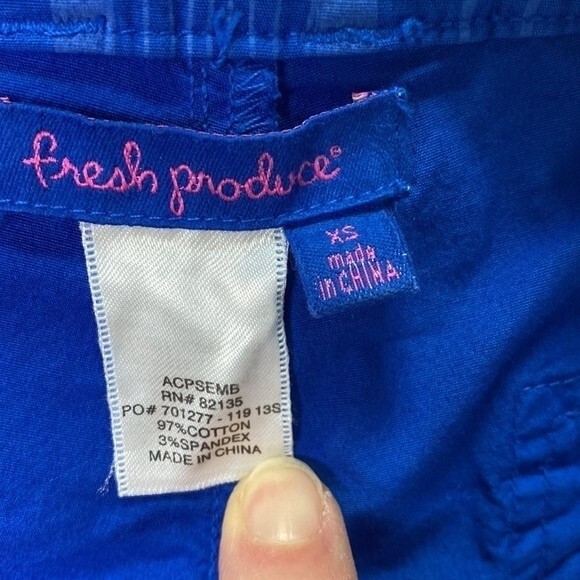 fresh produce®
XS
made
in CHINA
ACPSEMB
RN# 82135
PO# 701277 - 119 13S
97%COTTON
3%SPANDEX
MADE IN CHINA